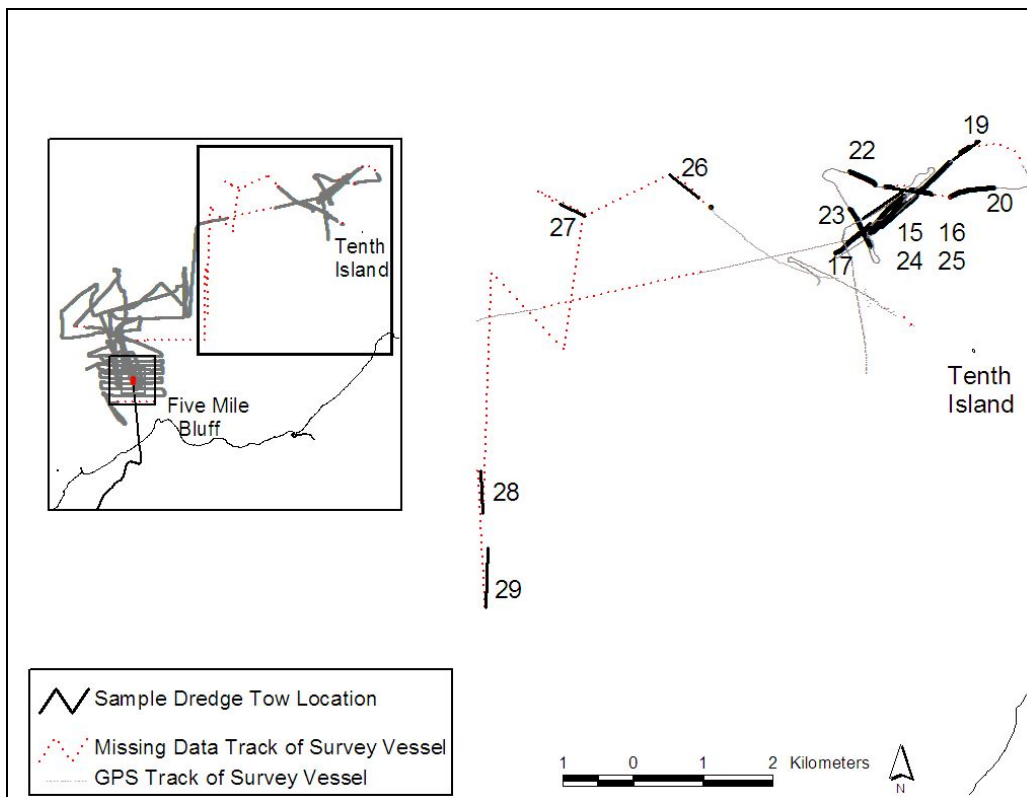 19
22
26
20
27
23
15 16
17
24 25
Tenth
Island
Tenth
Island
Five Mile
Bluff
28
29
Sample Dredge Tow Location
Missing Data Track of Survey Vessel
GPS Track of Survey Vessel
1 0 1 2 Kilometers
N